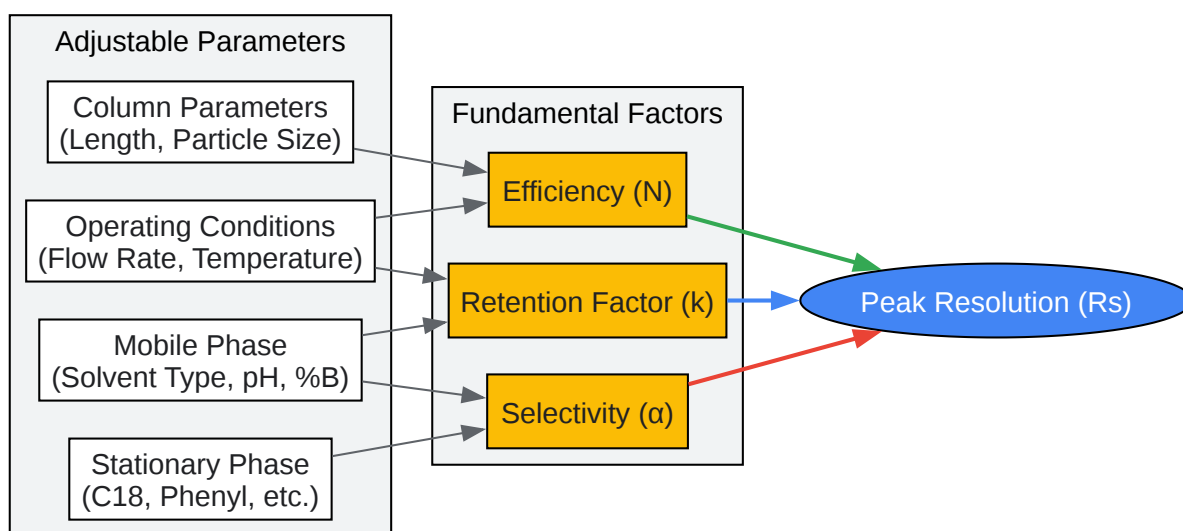 Adjustable Parameters
Column Parameters
(Length, Particle Size)
Operating Conditions
(Flow Rate, Temperature)
Mobile Phase
(Solvent Type, pH, %B)
Stationary Phase
(C18, Phenyl, etc.)
Fundamental Factors
Efficiency (N)
Retention Factor (k)
Selectivity (α)
Peak Resolution (Rs)